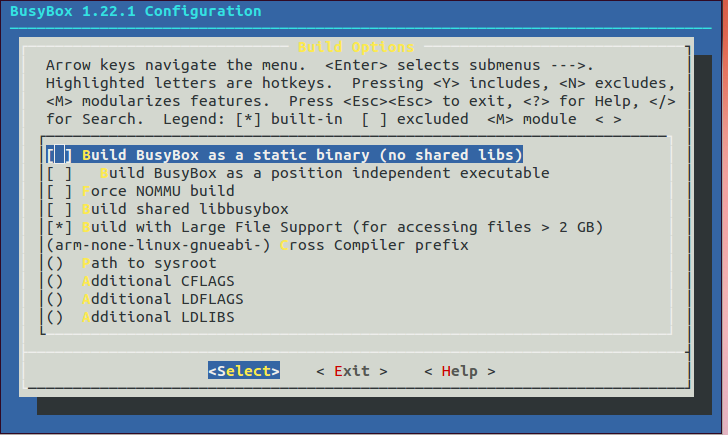 BusyBox 1.22.1 Configuration
Build Options
Arrow keys navigate the menu.  <Enter> selects submenus --->.
Highlighted letters are hotkeys.  Pressing <Y> includes, <N> excludes,
<M> modularizes features.  Press <Esc><Esc> to exit, <?> for Help, </>
for Search.  Legend: [*] built-in  [ ] excluded  <M> module  < >
[ ] Build BusyBox as a static binary (no shared libs)
[ ]   Build BusyBox as a position independent executable
[ ] Force NOMMU build
[ ] Build shared libbusybox
[*] Build with Large File Support (for accessing files > 2 GB)
(arm-none-linux-gnueabi-) Cross Compiler prefix
()  Path to sysroot
()  Additional CFLAGS
()  Additional LDFLAGS
()  Additional LDLIBS
<Select>    < Exit >    < Help >